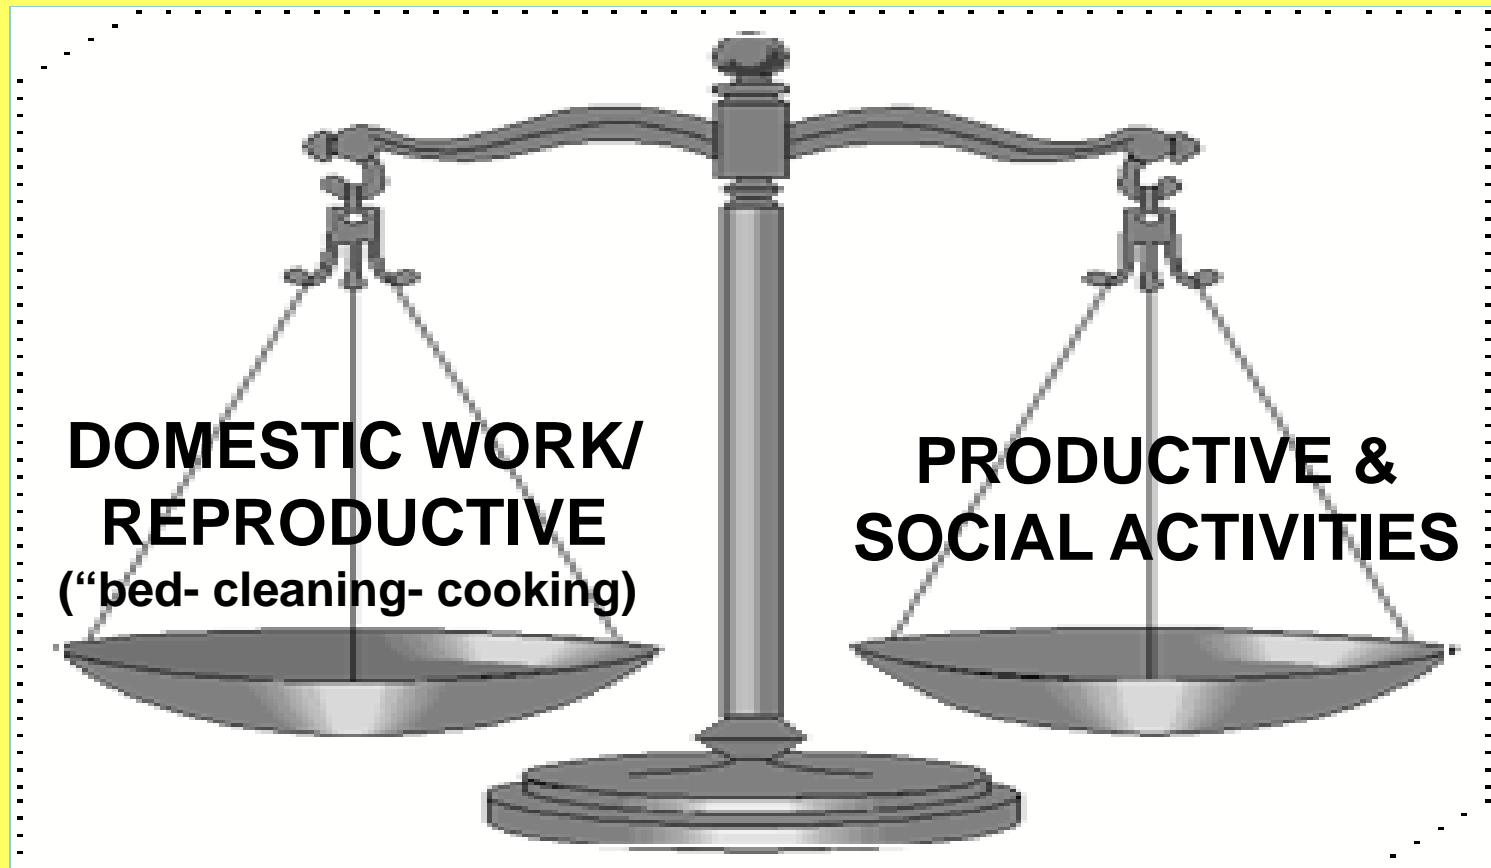 DOMESTIC WORK/
REPRODUCTIVE
(“bed- cleaning- cooking)
PRODUCTIVE &
SOCIAL ACTIVITIES